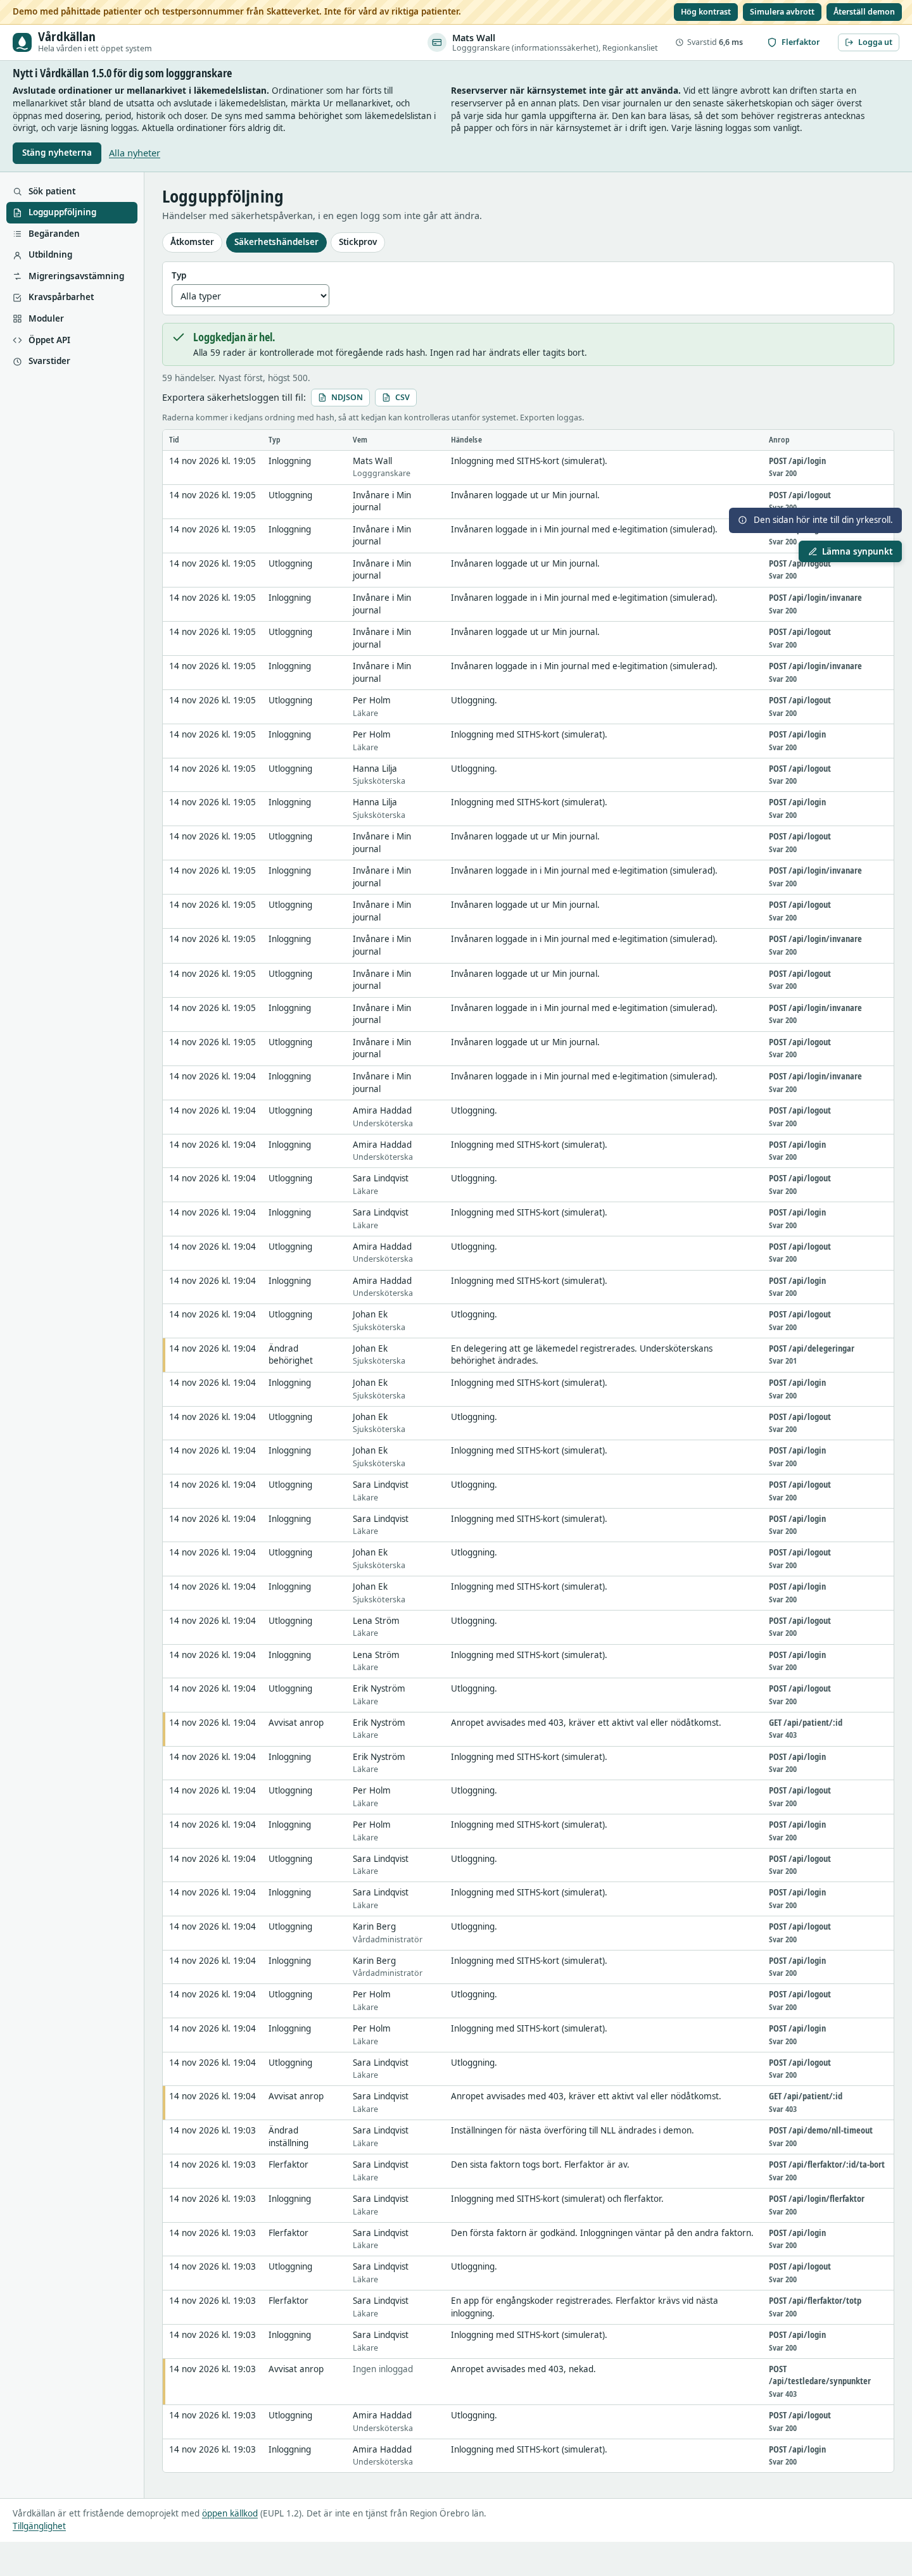 Demo med påhittade patienter och testpersonnummer från Skatteverket. Inte för vård av riktiga patienter.
Hög kontrast
Simulera avbrott
Återställ demon
Vårdkällan
Hela vården i ett öppet system
Mats Wall
Logggranskare (informationssäkerhet), Regionkansliet
Svarstid 6,6 ms
Flerfaktor
Logga ut
Nytt i Vårdkällan 1.5.0 för dig som logggranskare
Avslutade ordinationer ur mellanarkivet i läkemedelslistan. Ordinationer som har förts till
mellanarkivet står bland de utsatta och avslutade i läkemedelslistan, märkta Ur mellanarkivet, och
öppnas med dosering, period, historik och doser. De syns med samma behörighet som läkemedelslistan i
övrigt, och varje läsning loggas. Aktuella ordinationer förs aldrig dit.
Reservserver när kärnsystemet inte går att använda. Vid ett längre avbrott kan driften starta en
reservserver på en annan plats. Den visar journalen ur den senaste säkerhetskopian och säger överst
på varje sida hur gamla uppgifterna är. Den kan bara läsas, så det som behöver registreras antecknas
på papper och förs in när kärnsystemet är i drift igen. Varje läsning loggas som vanligt.
Stäng nyheterna
Alla nyheter
Sök patient
Logguppföljning
Begäranden
Utbildning
Migreringsavstämning
Kravspårbarhet
Moduler
Öppet API
Svarstider
Logguppföljning
Händelser med säkerhetspåverkan, i en egen logg som inte går att ändra.
Åtkomster
Säkerhetshändelser
Stickprov
Typ
Alla typer
Loggkedjan är hel.
Alla 59 rader är kontrollerade mot föregående rads hash. Ingen rad har ändrats eller tagits bort.
59 händelser. Nyast först, högst 500.
Exportera säkerhetsloggen till fil:
NDJSON
CSV
Raderna kommer i kedjans ordning med hash, så att kedjan kan kontrolleras utanför systemet. Exporten loggas.
Tid Typ Vem Händelse Anrop
14 nov 2026 kl. 19:05 Inloggning Mats Wall Inloggning med SITHS-kort (simulerat). POST /api/login
Logggranskare Svar 200
14 nov 2026 kl. 19:05 Utloggning Invånare i Min Invånaren loggade ut ur Min journal. POST /api/logout
journal
Den sidan hör inte till din yrkesroll.
14 nov 2026 kl. 19:05 Inloggning Invånare i Min Invånaren loggade in i Min journal med e-legitimation (simulerad).
journal Svar 200
Lämna synpunkt
14 nov 2026 kl. 19:05 Utloggning Invånare i Min Invånaren loggade ut ur Min journal. POST /api/logout
journal Svar 200
14 nov 2026 kl. 19:05 Inloggning Invånare i Min Invånaren loggade in i Min journal med e-legitimation (simulerad). POST /api/login/invanare
journal Svar 200
14 nov 2026 kl. 19:05 Utloggning Invånare i Min Invånaren loggade ut ur Min journal. POST /api/logout
journal Svar 200
14 nov 2026 kl. 19:05 Inloggning Invånare i Min Invånaren loggade in i Min journal med e-legitimation (simulerad). POST /api/login/invanare
journal Svar 200
14 nov 2026 kl. 19:05 Utloggning Per Holm Utloggning. POST /api/logout
Läkare Svar 200
14 nov 2026 kl. 19:05 Inloggning Per Holm Inloggning med SITHS-kort (simulerat). POST /api/login
Läkare Svar 200
14 nov 2026 kl. 19:05 Utloggning Hanna Lilja Utloggning. POST /api/logout
Sjuksköterska Svar 200
14 nov 2026 kl. 19:05 Inloggning Hanna Lilja Inloggning med SITHS-kort (simulerat). POST /api/login
Sjuksköterska Svar 200
14 nov 2026 kl. 19:05 Utloggning Invånare i Min Invånaren loggade ut ur Min journal. POST /api/logout
journal Svar 200
14 nov 2026 kl. 19:05 Inloggning Invånare i Min Invånaren loggade in i Min journal med e-legitimation (simulerad). POST /api/login/invanare
journal Svar 200
14 nov 2026 kl. 19:05 Utloggning Invånare i Min Invånaren loggade ut ur Min journal. POST /api/logout
journal Svar 200
14 nov 2026 kl. 19:05 Inloggning Invånare i Min Invånaren loggade in i Min journal med e-legitimation (simulerad). POST /api/login/invanare
journal Svar 200
14 nov 2026 kl. 19:05 Utloggning Invånare i Min Invånaren loggade ut ur Min journal. POST /api/logout
journal Svar 200
14 nov 2026 kl. 19:05 Inloggning Invånare i Min Invånaren loggade in i Min journal med e-legitimation (simulerad). POST /api/login/invanare
journal Svar 200
14 nov 2026 kl. 19:05 Utloggning Invånare i Min Invånaren loggade ut ur Min journal. POST /api/logout
journal Svar 200
14 nov 2026 kl. 19:05 Inloggning Invånare i Min Invånaren loggade in i Min journal med e-legitimation (simulerad). POST /api/login/invanare
journal Svar 200
14 nov 2026 kl. 19:04 Utloggning Amira Haddad Utloggning. POST /api/logout
Undersköterska Svar 200
14 nov 2026 kl. 19:04 Inloggning Amira Haddad Inloggning med SITHS-kort (simulerat). POST /api/login
Undersköterska Svar 200
14 nov 2026 kl. 19:04 Utloggning Sara Lindqvist Utloggning. POST /api/logout
Läkare Svar 200
14 nov 2026 kl. 19:04 Inloggning Sara Lindqvist Inloggning med SITHS-kort (simulerat). POST /api/login
Läkare Svar 200
14 nov 2026 kl. 19:04 Utloggning Amira Haddad Utloggning. POST /api/logout
Undersköterska Svar 200
14 nov 2026 kl. 19:04 Inloggning Amira Haddad Inloggning med SITHS-kort (simulerat). POST /api/login
Undersköterska Svar 200
14 nov 2026 kl. 19:04 Utloggning Johan Ek Utloggning. POST /api/logout
Sjuksköterska Svar 200
14 nov 2026 kl. 19:04 Ändrad Johan Ek En delegering att ge läkemedel registrerades. Undersköterskans POST /api/delegeringar
behörighet Sjuksköterska behörighet ändrades. Svar 201
14 nov 2026 kl. 19:04 Inloggning Johan Ek Inloggning med SITHS-kort (simulerat). POST /api/login
Sjuksköterska Svar 200
14 nov 2026 kl. 19:04 Utloggning Johan Ek Utloggning. POST /api/logout
Sjuksköterska Svar 200
14 nov 2026 kl. 19:04 Inloggning Johan Ek Inloggning med SITHS-kort (simulerat). POST /api/login
Sjuksköterska Svar 200
14 nov 2026 kl. 19:04 Utloggning Sara Lindqvist Utloggning. POST /api/logout
Läkare Svar 200
14 nov 2026 kl. 19:04 Inloggning Sara Lindqvist Inloggning med SITHS-kort (simulerat). POST /api/login
Läkare Svar 200
14 nov 2026 kl. 19:04 Utloggning Johan Ek Utloggning. POST /api/logout
Sjuksköterska Svar 200
14 nov 2026 kl. 19:04 Inloggning Johan Ek Inloggning med SITHS-kort (simulerat). POST /api/login
Sjuksköterska Svar 200
14 nov 2026 kl. 19:04 Utloggning Lena Ström Utloggning. POST /api/logout
Läkare Svar 200
14 nov 2026 kl. 19:04 Inloggning Lena Ström Inloggning med SITHS-kort (simulerat). POST /api/login
Läkare Svar 200
14 nov 2026 kl. 19:04 Utloggning Erik Nyström Utloggning. POST /api/logout
Läkare Svar 200
14 nov 2026 kl. 19:04 Avvisat anrop Erik Nyström Anropet avvisades med 403, kräver ett aktivt val eller nödåtkomst. GET /api/patient/:id
Läkare Svar 403
14 nov 2026 kl. 19:04 Inloggning Erik Nyström Inloggning med SITHS-kort (simulerat). POST /api/login
Läkare Svar 200
14 nov 2026 kl. 19:04 Utloggning Per Holm Utloggning. POST /api/logout
Läkare Svar 200
14 nov 2026 kl. 19:04 Inloggning Per Holm Inloggning med SITHS-kort (simulerat). POST /api/login
Läkare Svar 200
14 nov 2026 kl. 19:04 Utloggning Sara Lindqvist Utloggning. POST /api/logout
Läkare Svar 200
14 nov 2026 kl. 19:04 Inloggning Sara Lindqvist Inloggning med SITHS-kort (simulerat). POST /api/login
Läkare Svar 200
14 nov 2026 kl. 19:04 Utloggning Karin Berg Utloggning. POST /api/logout
Vårdadministratör Svar 200
14 nov 2026 kl. 19:04 Inloggning Karin Berg Inloggning med SITHS-kort (simulerat). POST /api/login
Vårdadministratör Svar 200
14 nov 2026 kl. 19:04 Utloggning Per Holm Utloggning. POST /api/logout
Läkare Svar 200
14 nov 2026 kl. 19:04 Inloggning Per Holm Inloggning med SITHS-kort (simulerat). POST /api/login
Läkare Svar 200
14 nov 2026 kl. 19:04 Utloggning Sara Lindqvist Utloggning. POST /api/logout
Läkare Svar 200
14 nov 2026 kl. 19:04 Avvisat anrop Sara Lindqvist Anropet avvisades med 403, kräver ett aktivt val eller nödåtkomst. GET /api/patient/:id
Läkare Svar 403
14 nov 2026 kl. 19:03 Ändrad Sara Lindqvist Inställningen för nästa överföring till NLL ändrades i demon. POST /api/demo/nll-timeout
inställning Läkare Svar 200
14 nov 2026 kl. 19:03 Flerfaktor Sara Lindqvist Den sista faktorn togs bort. Flerfaktor är av. POST /api/flerfaktor/:id/ta-bort
Läkare Svar 200
14 nov 2026 kl. 19:03 Inloggning Sara Lindqvist Inloggning med SITHS-kort (simulerat) och flerfaktor. POST /api/login/flerfaktor
Läkare Svar 200
14 nov 2026 kl. 19:03 Flerfaktor Sara Lindqvist Den första faktorn är godkänd. Inloggningen väntar på den andra faktorn. POST /api/login
Läkare Svar 200
14 nov 2026 kl. 19:03 Utloggning Sara Lindqvist Utloggning. POST /api/logout
Läkare Svar 200
14 nov 2026 kl. 19:03 Flerfaktor Sara Lindqvist En app för engångskoder registrerades. Flerfaktor krävs vid nästa POST /api/flerfaktor/totp
Läkare inloggning. Svar 200
14 nov 2026 kl. 19:03 Inloggning Sara Lindqvist Inloggning med SITHS-kort (simulerat). POST /api/login
Läkare Svar 200
14 nov 2026 kl. 19:03 Avvisat anrop Ingen inloggad Anropet avvisades med 403, nekad. POST
/api/testledare/synpunkter
Svar 403
14 nov 2026 kl. 19:03 Utloggning Amira Haddad Utloggning. POST /api/logout
Undersköterska Svar 200
14 nov 2026 kl. 19:03 Inloggning Amira Haddad Inloggning med SITHS-kort (simulerat). POST /api/login
Undersköterska Svar 200
Vårdkällan är ett fristående demoprojekt med öppen källkod (EUPL 1.2). Det är inte en tjänst från Region Örebro län.
Tillgänglighet